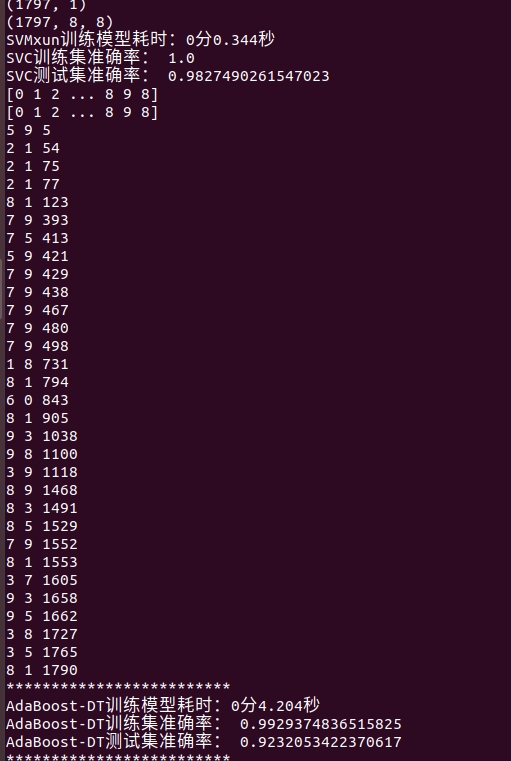 (1797, 1)
(1797, 8, 8)
SVMxun训练模型耗时：0分0.344秒
SVC训练集准确率： 1.0
SVC测试集准确率： 0.9827490261547023
[0 1 2 ... 8 9 8]
[0 1 2 ... 8 9 8]
5 9 5
2 1 54
2 1 75
2 1 77
8 1 123
7 9 393
7 5 413
5 9 421
7 9 429
7 9 438
7 9 467
7 9 480
7 9 498
1 8 731
8 1 794
6 0 843
8 1 905
9 3 1038
9 8 1100
3 9 1118
8 9 1468
8 3 1491
8 5 1529
7 9 1552
8 1 1553
3 7 1605
9 3 1658
9 5 1662
3 8 1727
3 5 1765
8 1 1790
*************************
AdaBoost-DT训练模型耗时：0分4.204秒
AdaBoost-DT训练集准确率： 0.9929374836515825
AdaBoost-DT测试集准确率： 0.9232053422370617
*************************